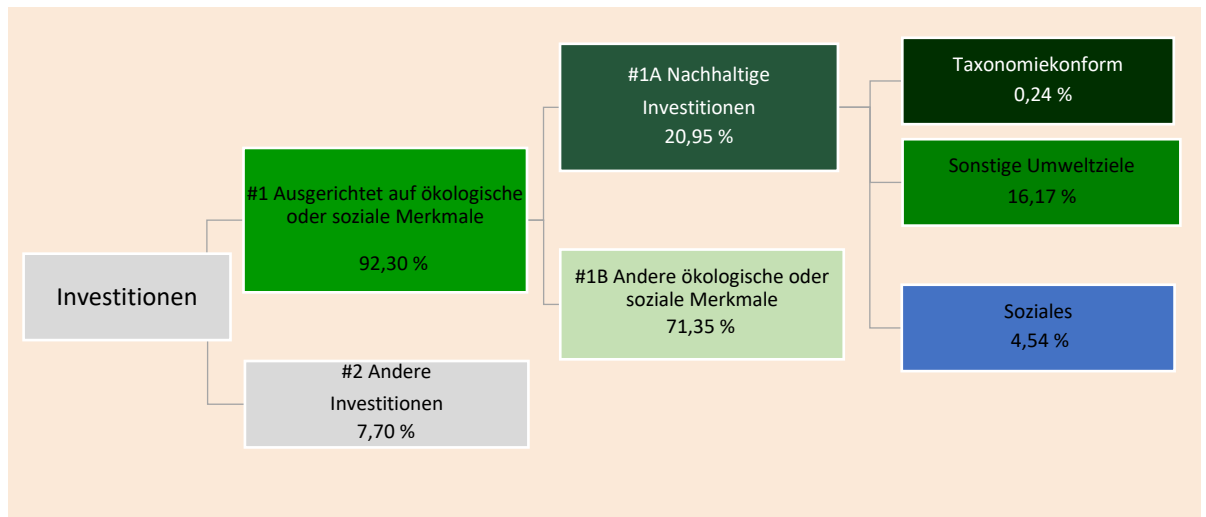 Investitionen
#1 Ausgerichtet auf ökologische
oder soziale Merkmale
92,30 %
#2 Andere
Investitionen
7,70 %
#1A Nachhaltige
Investitionen
20,95 %
#1B Andere ökologische oder
soziale Merkmale
71,35 %
Taxonomiekonform
0,24 %
Sonstige Umweltziele
16,17 %
Soziales
4,54 %